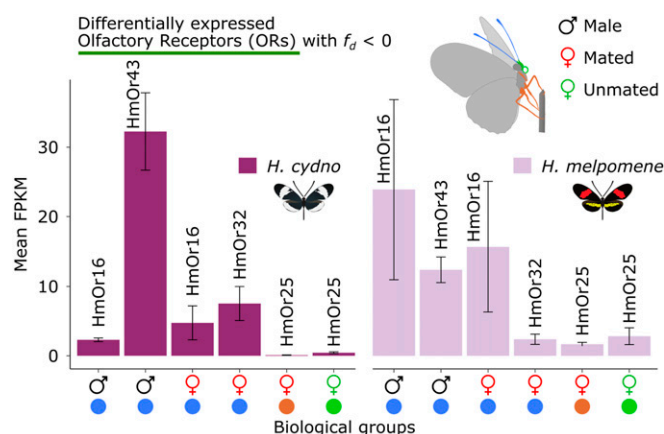 Differentially expressed
Olfactory Receptors (ORs) with f_d < 0
♂ Male
♀ Mated
♀ Unmated
Mean FPKM
30
20
10
0
H. cydno
HmOr16
HmOr43
HmOr16
HmOr32
HmOr25
HmOr25
H. melpomene
HmOr16
HmOr43
HmOr16
HmOr32
HmOr25
HmOr25
♂ ♂ ♀ ♀ ♀ ♀
♂ ♂ ♀ ♀ ♀ ♀
Biological groups